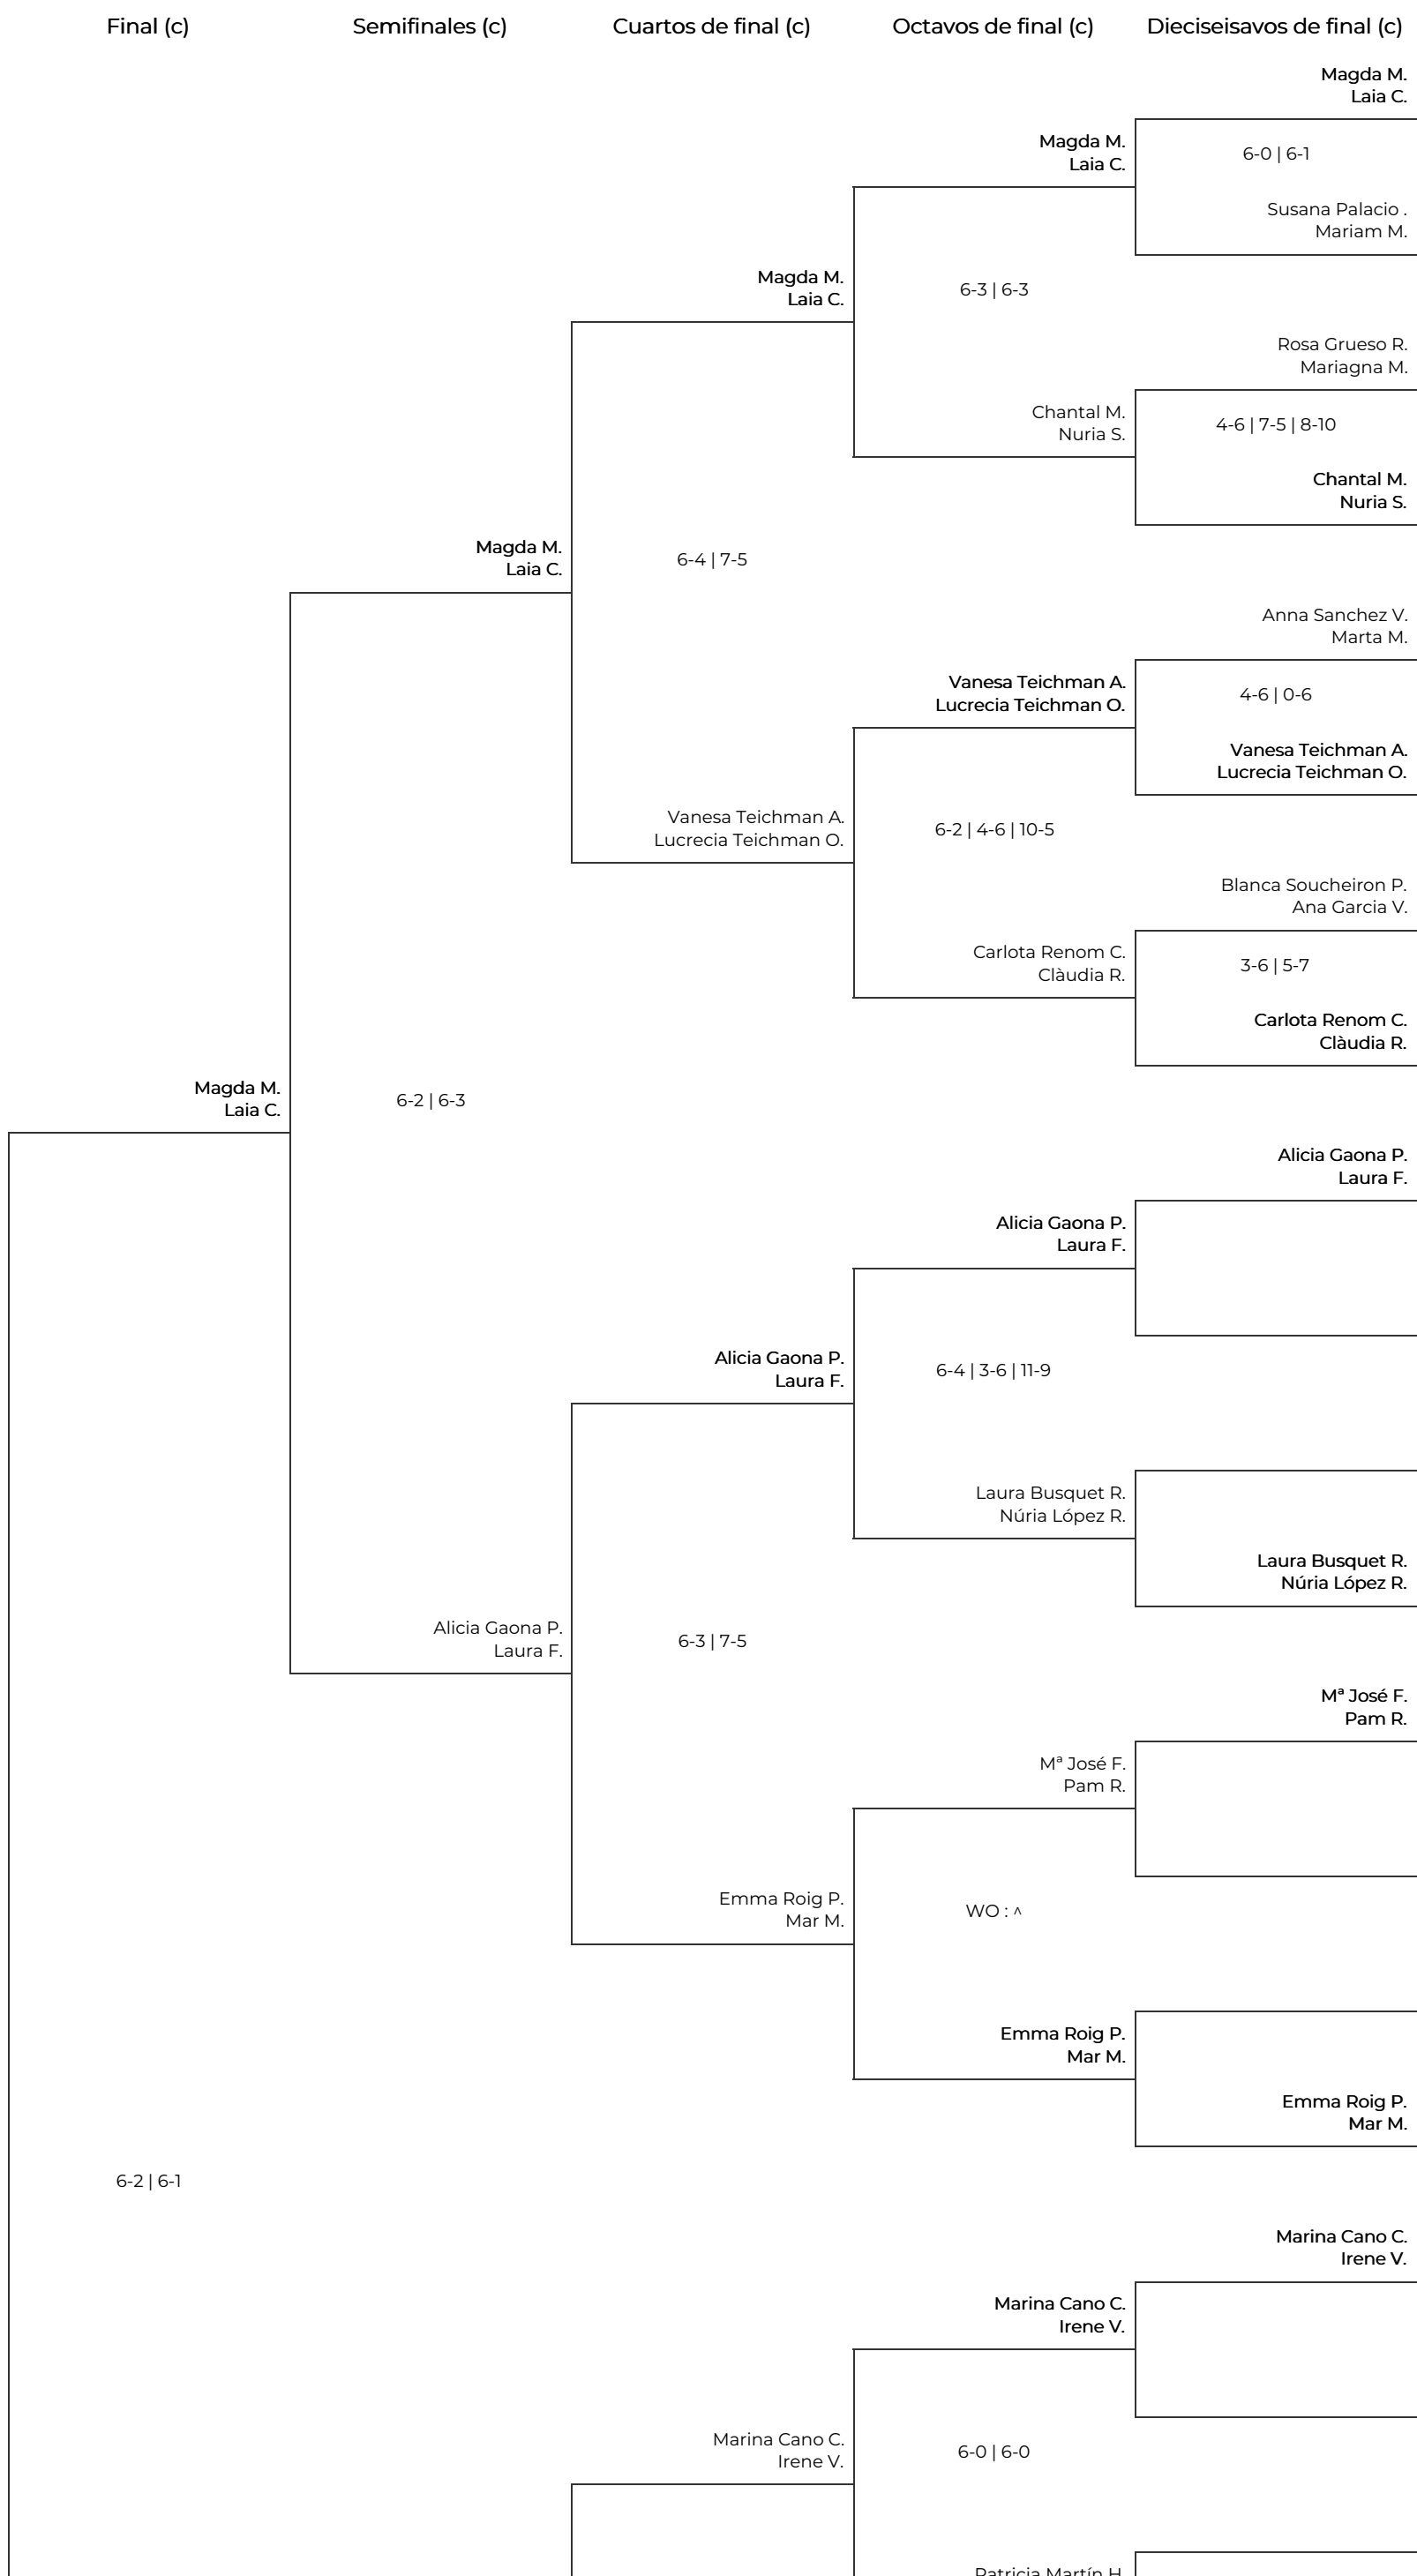 Final (c)
Semifinales (c)
Cuartos de final (c)
Octavos de final (c)
Dieciseisavos de final (c)
Magda M.
Laia C.
Magda M.
Laia C.
6-0 | 6-1
Susana Palacio .
Mariam M.
Magda M.
Laia C.
6-3 | 6-3
Rosa Grueso R.
Mariagna M.
Chantal M.
Nuria S.
4-6 | 7-5 | 8-10
Chantal M.
Nuria S.
Magda M.
Laia C.
6-4 | 7-5
Anna Sanchez V.
Marta M.
Vanesa Teichman A.
Lucrecia Teichman O.
4-6 | 0-6
Vanesa Teichman A.
Lucrecia Teichman O.
Vanesa Teichman A.
Lucrecia Teichman O.
6-2 | 4-6 | 10-5
Blanca Soucheiron P.
Ana Garcia V.
Carlota Renom C.
Clàudia R.
3-6 | 5-7
Carlota Renom C.
Clàudia R.
Magda M.
Laia C.
6-2 | 6-3
Alicia Gaona P.
Laura F.
Alicia Gaona P.
Laura F.
Alicia Gaona P.
Laura F.
6-4 | 3-6 | 11-9
Laura Busquet R.
Núria López R.
Laura Busquet R.
Núria López R.
Alicia Gaona P.
Laura F.
6-3 | 7-5
Mª José F.
Pam R.
Mª José F.
Pam R.
Emma Roig P.
Mar M.
WO : ^
Emma Roig P.
Mar M.
Emma Roig P.
Mar M.
6-2 | 6-1
Marina Cano C.
Irene V.
Marina Cano C.
Irene V.
Marina Cano C.
Irene V.
6-0 | 6-0
Patricia Martín H.